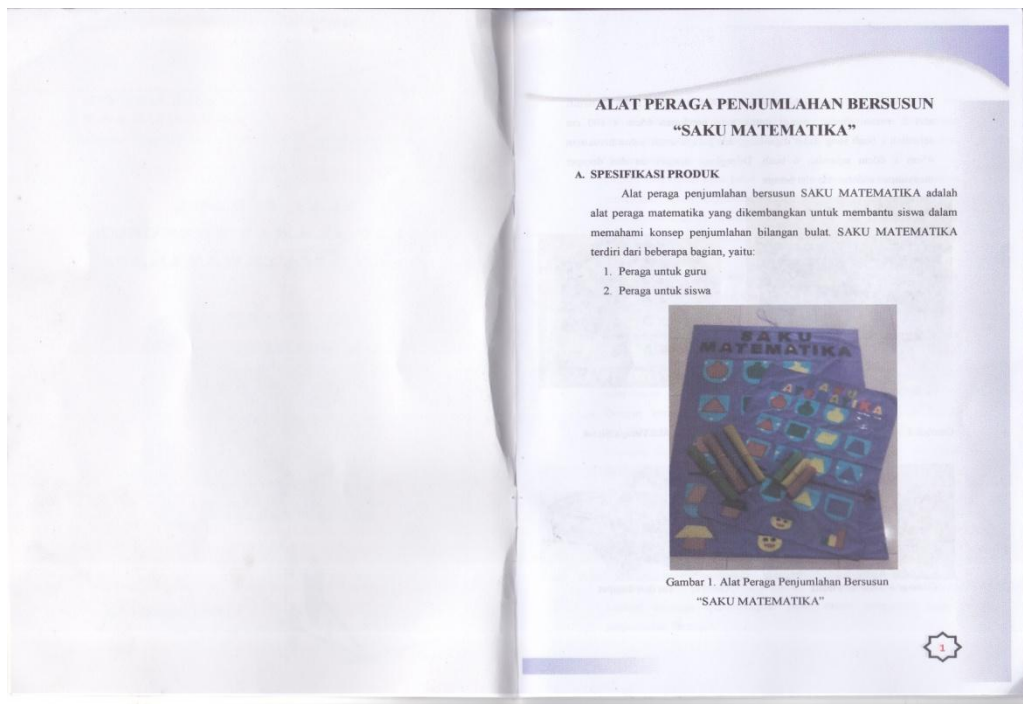 ALAT PERAGA PENJUMLAHAN BERSUSUN
“SAKU MATEMATIKA”
A. SPESIFIKASI PRODUK
Alat peraga penjumlahan bersusun SAKU MATEMATIKA adalah
alat peraga matematika yang dikembangkan untuk membantu siswa dalam
memahami konsep penjumlahan bilangan bulat. SAKU MATEMATIKA
terdiri dari beberapa bagian, yaitu:
1. Peraga untuk guru
2. Peraga untuk siswa
SAKU
MATEMATIKA
Gambar 1. Alat Peraga Penjumlahan Bersusun
“SAKU MATEMATIKA”
1